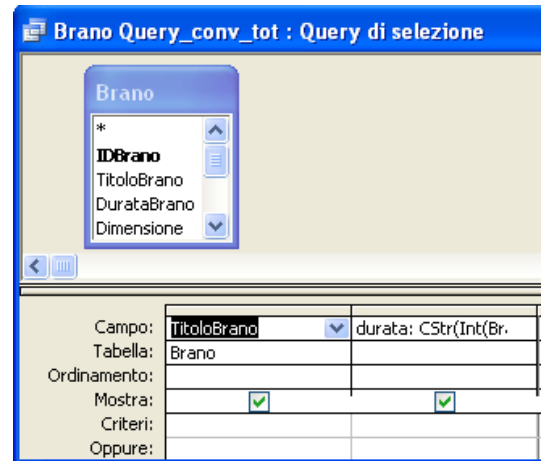 Brano Query_conv_tot : Query di selezione
Brano
*
IDBrano
TitoloBrano
DurataBrano
Dimensione
Campo: TitoloBrano durata: CStr(Int(Br
Tabella: Brano
Ordinamento:
Mostra:
Criteri:
Oppure: